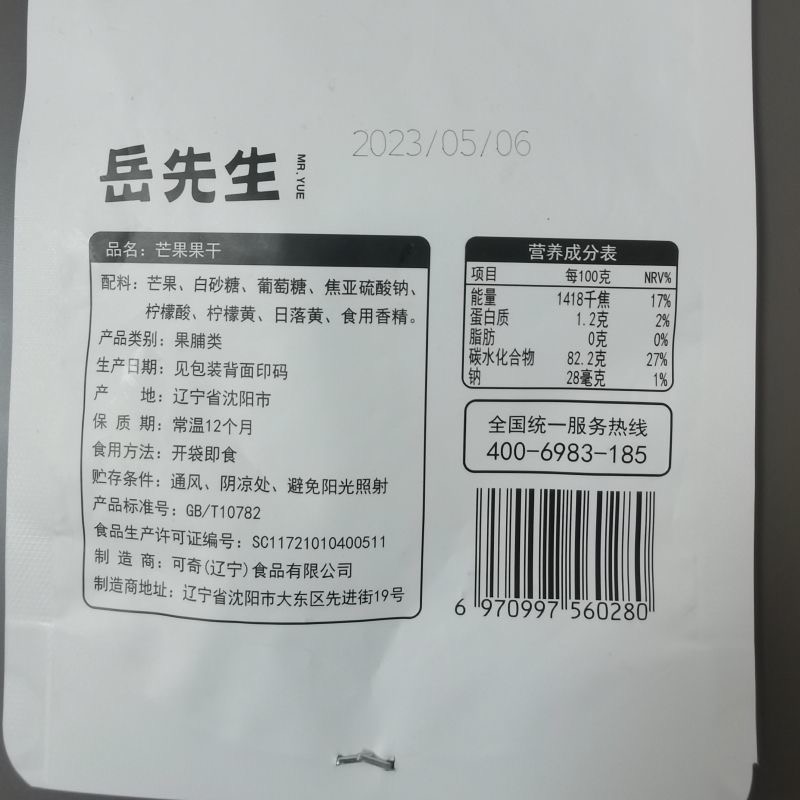 岳先生
MR.YUE
2023/05/06
品名：芒果果干
配料：芒果、白砂糖、葡萄糖、焦亚硫酸钠、
柠檬酸、柠檬黄、日落黄、食用香精。
产品类别：果脯类
生产日期：见包装背面印码
产 地：辽宁省沈阳市
保 质 期：常温12个月
食用方法：开袋即食
贮存条件：通风、阴凉处、避免阳光照射
产品标准号：GB/T10782
食品生产许可证编号：SC11721010400511
制 造 商：可奇(辽宁)食品有限公司
制造商地址：辽宁省沈阳市大东区先进街19号
营养成分表
项目 每100克 NRV%
能量 1418千焦 17%
蛋白质 1.2克 2%
脂肪 0克 0%
碳水化合物 82.2克 27%
钠 28毫克 1%
全国统一服务热线
400-6983-185
6 970997 560280